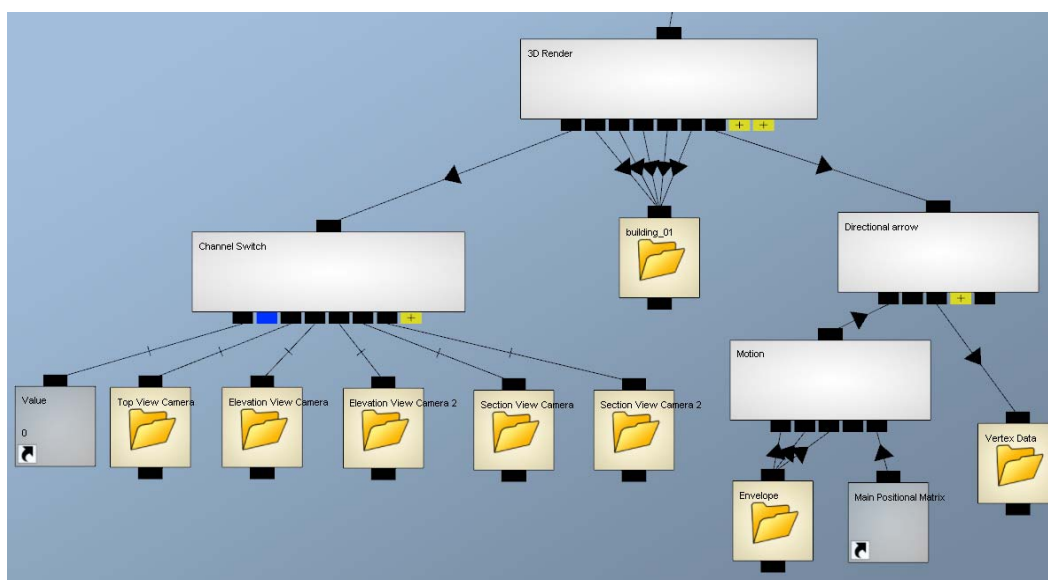 3D Render
building_01
Directional arrow
Channel Switch
Motion
Value
0
Top View Camera
Elevation View Camera
Elevation View Camera 2
Section View Camera
Section View Camera 2
Vertex Data
Envelope
Main Positional Matrix